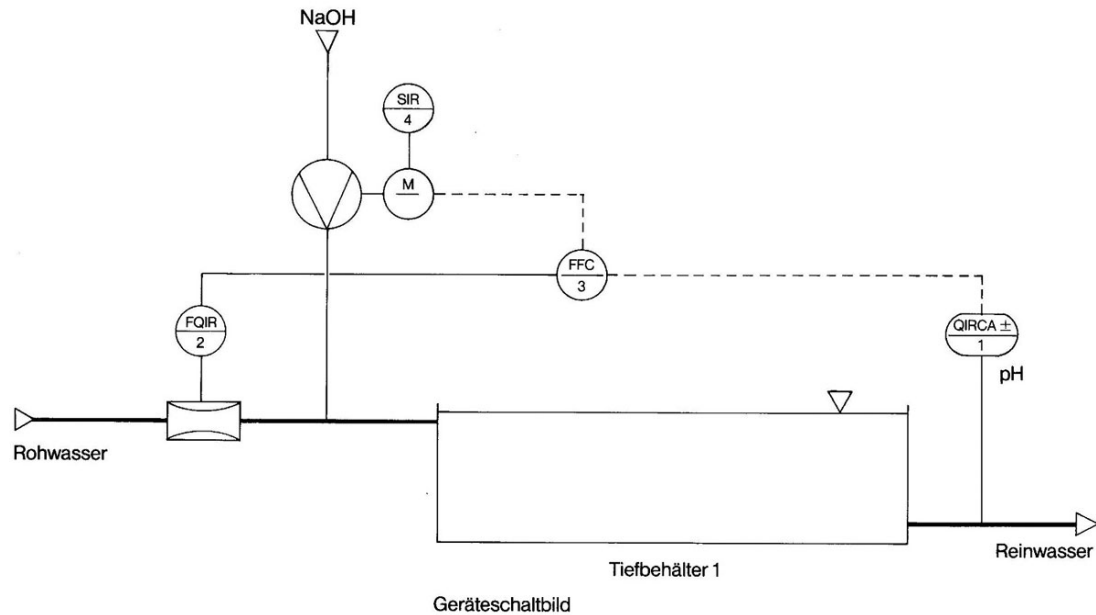 NaOH
SIR
4
M
FFC
3
FQIR
2
QIRCA ±
1
pH
Rohwasser
Reinwasser
Tiefbehälter 1
Geräteschaltbild